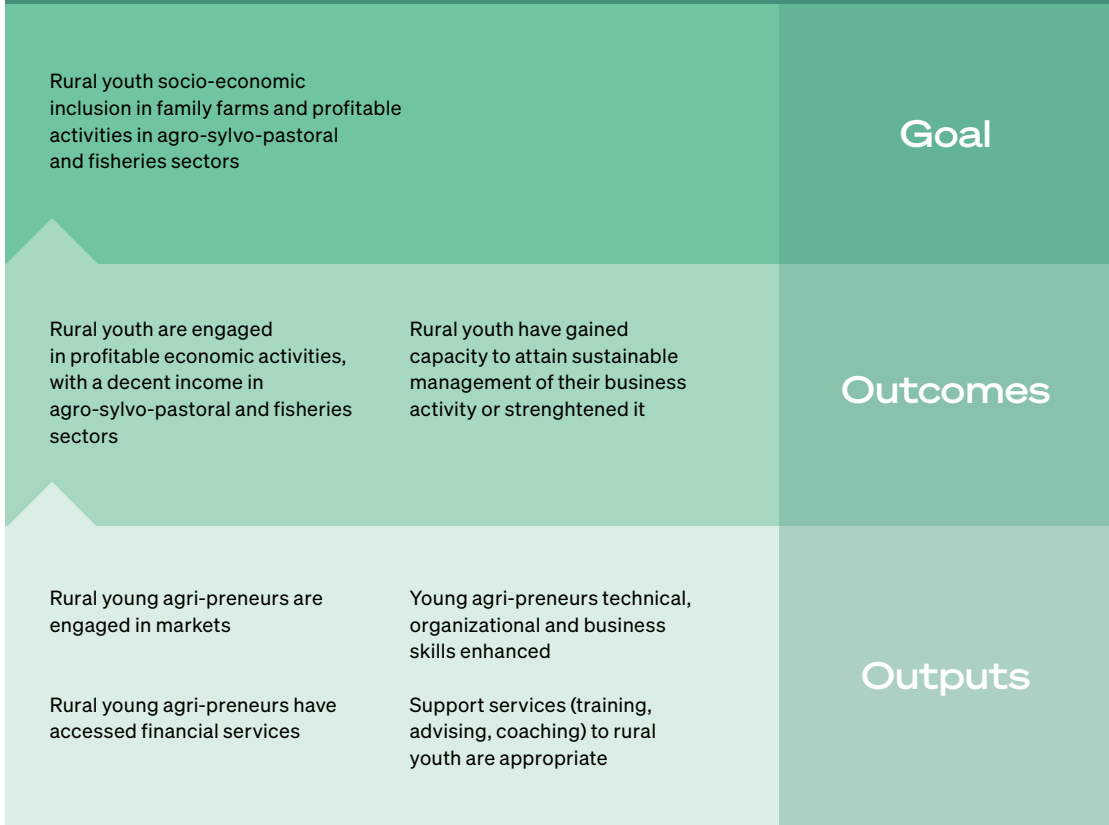 Rural youth socio-economic
inclusion in family farms and profitable
activities in agro-sylvo-pastoral
and fisheries sectors
Goal
Rural youth are engaged
in profitable economic activities,
with a decent income in
agro-sylvo-pastoral and fisheries
sectors
Rural youth have gained
capacity to attain sustainable
management of their business
activity or strenghtened it
Outcomes
Rural young agri-preneurs are
engaged in markets
Young agri-preneurs technical,
organizational and business
skills enhanced
Rural young agri-preneurs have
accessed financial services
Support services (training,
advising, coaching) to rural
youth are appropriate
Outputs